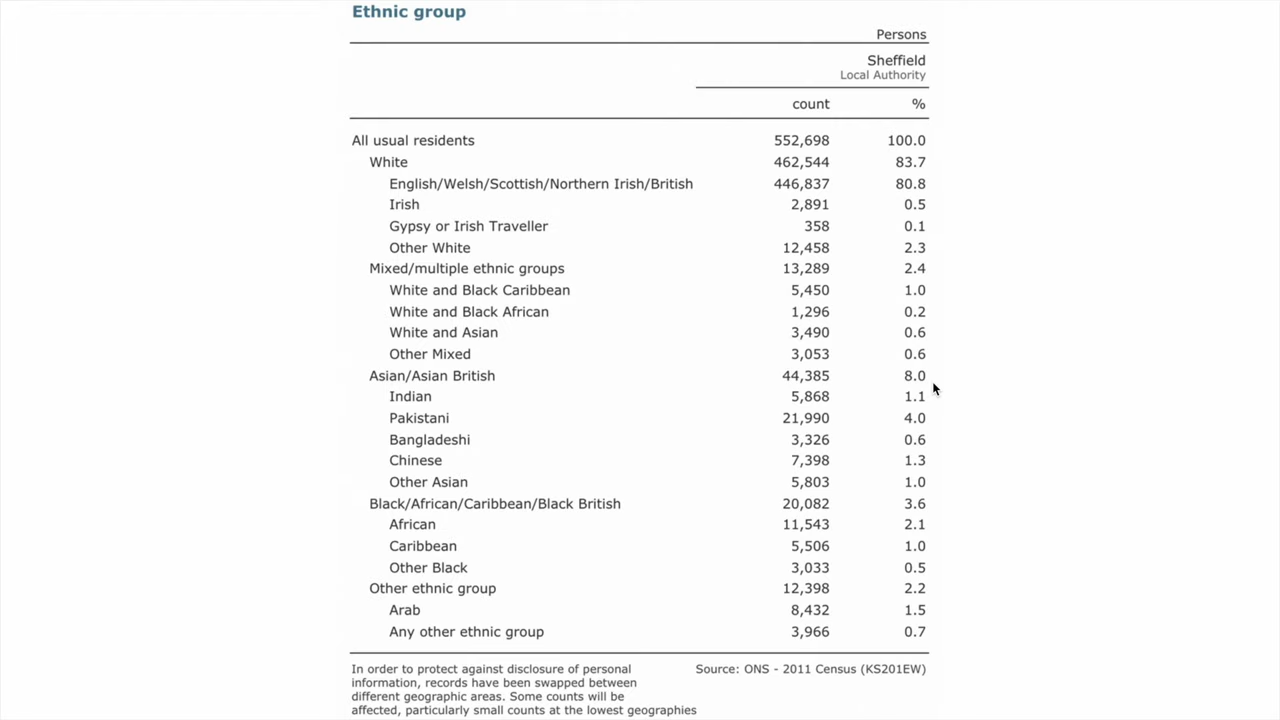 Ethnic group
Persons
Sheffield
Local Authority
count %
All usual residents 552,698 100.0
White 462,544 83.7
English/Welsh/Scottish/Northern Irish/British 446,837 80.8
Irish 2,891 0.5
Gypsy or Irish Traveller 358 0.1
Other White 12,458 2.3
Mixed/multiple ethnic groups 13,289 2.4
White and Black Caribbean 5,450 1.0
White and Black African 1,296 0.2
White and Asian 3,490 0.6
Other Mixed 3,053 0.6
Asian/Asian British 44,385 8.0
Indian 5,868 1.1
Pakistani 21,990 4.0
Bangladeshi 3,326 0.6
Chinese 7,398 1.3
Other Asian 5,803 1.0
Black/African/Caribbean/Black British 20,082 3.6
African 11,543 2.1
Caribbean 5,506 1.0
Other Black 3,033 0.5
Other ethnic group 12,398 2.2
Arab 8,432 1.5
Any other ethnic group 3,966 0.7
In order to protect against disclosure of personal
information, records have been swapped between
different geographic areas. Some counts will be
affected, particularly small counts at the lowest geographies
Source: ONS - 2011 Census (KS201EW)